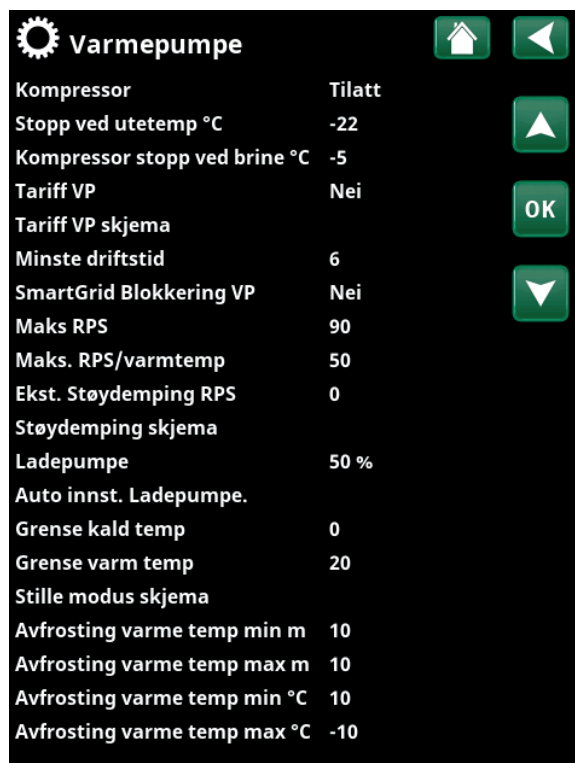 Varmepumpe
Kompressor Tilatt
Stopp ved utetemp °C -22
Kompressor stopp ved brine °C -5
Tariff VP Nei
OK
Tariff VP skjema
Minste driftstid 6
SmartGrid Blokkering VP Nei
Maks RPS 90
Maks. RPS/varmtemp 50
Ekst. Støydemping RPS 0
Støydemping skjema
Ladepumpe 50 %
Auto innst. Ladepumpe.
Grense kald temp 0
Grense varm temp 20
Stille modus skjema
Avfrosting varme temp min m 10
Avfrosting varme temp max m 10
Avfrosting varme temp min °C 10
Avfrosting varme temp max °C -10